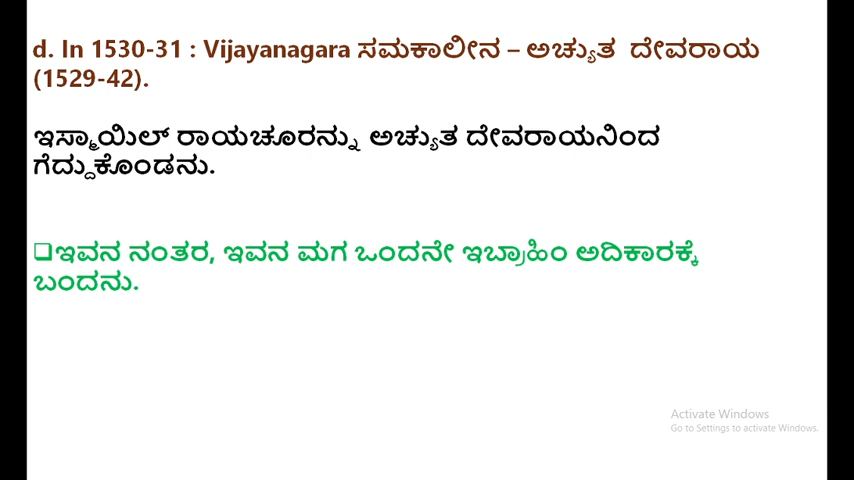 d. In 1530-31 : Vijayanagara ಸಮಕಾಲೀನ – ಅಚ್ಯುತ ದೇವರಾಯ
(1529-42).
ಇಸ್ಮಾಯಿಲ್ ರಾಯಚೂರನ್ನು ಅಚ್ಯುತ ದೇವರಾಯನಿಂದ
ಗೆದ್ದುಕೊಂಡನು.
❑ಇವನ ನಂತರ, ಇವನ ಮಗ ಒಂದನೇ ಇಬ್ರಾಹಿಂ ಅದಿಕಾರಕ್ಕೆ
ಬಂದನು.
Activate Windows
Go to Settings to activate Windows.